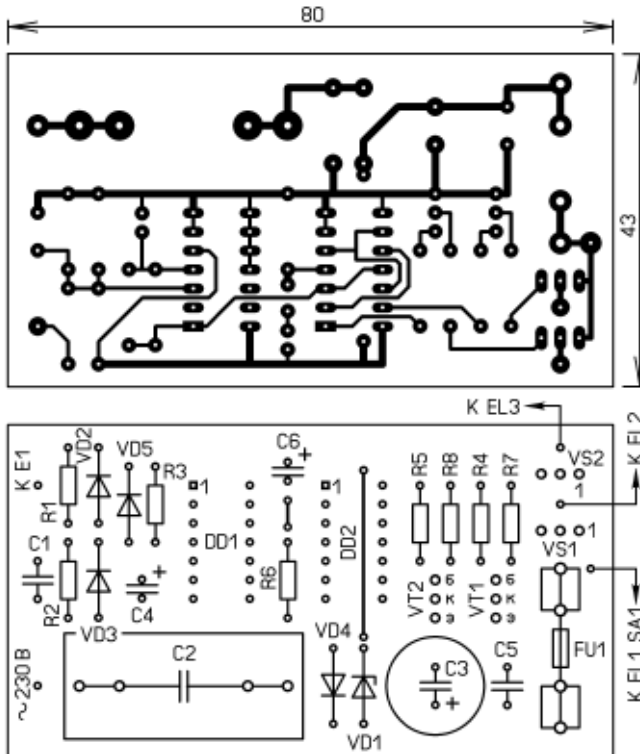 80
43
К EL3
К EL2
К E1
VD2
VD5
R3
C6
+
R5
R8
R4
R7
VS2
1
R1
1
DD1
1
DD2
1
VS1
C1
R2
C4
+
R6
VT2
б
к
э
VT1
б
к
э
VD3
C2
VD4
VD1
C3
+
C5
FU1
К EL1, SA1
~230 В